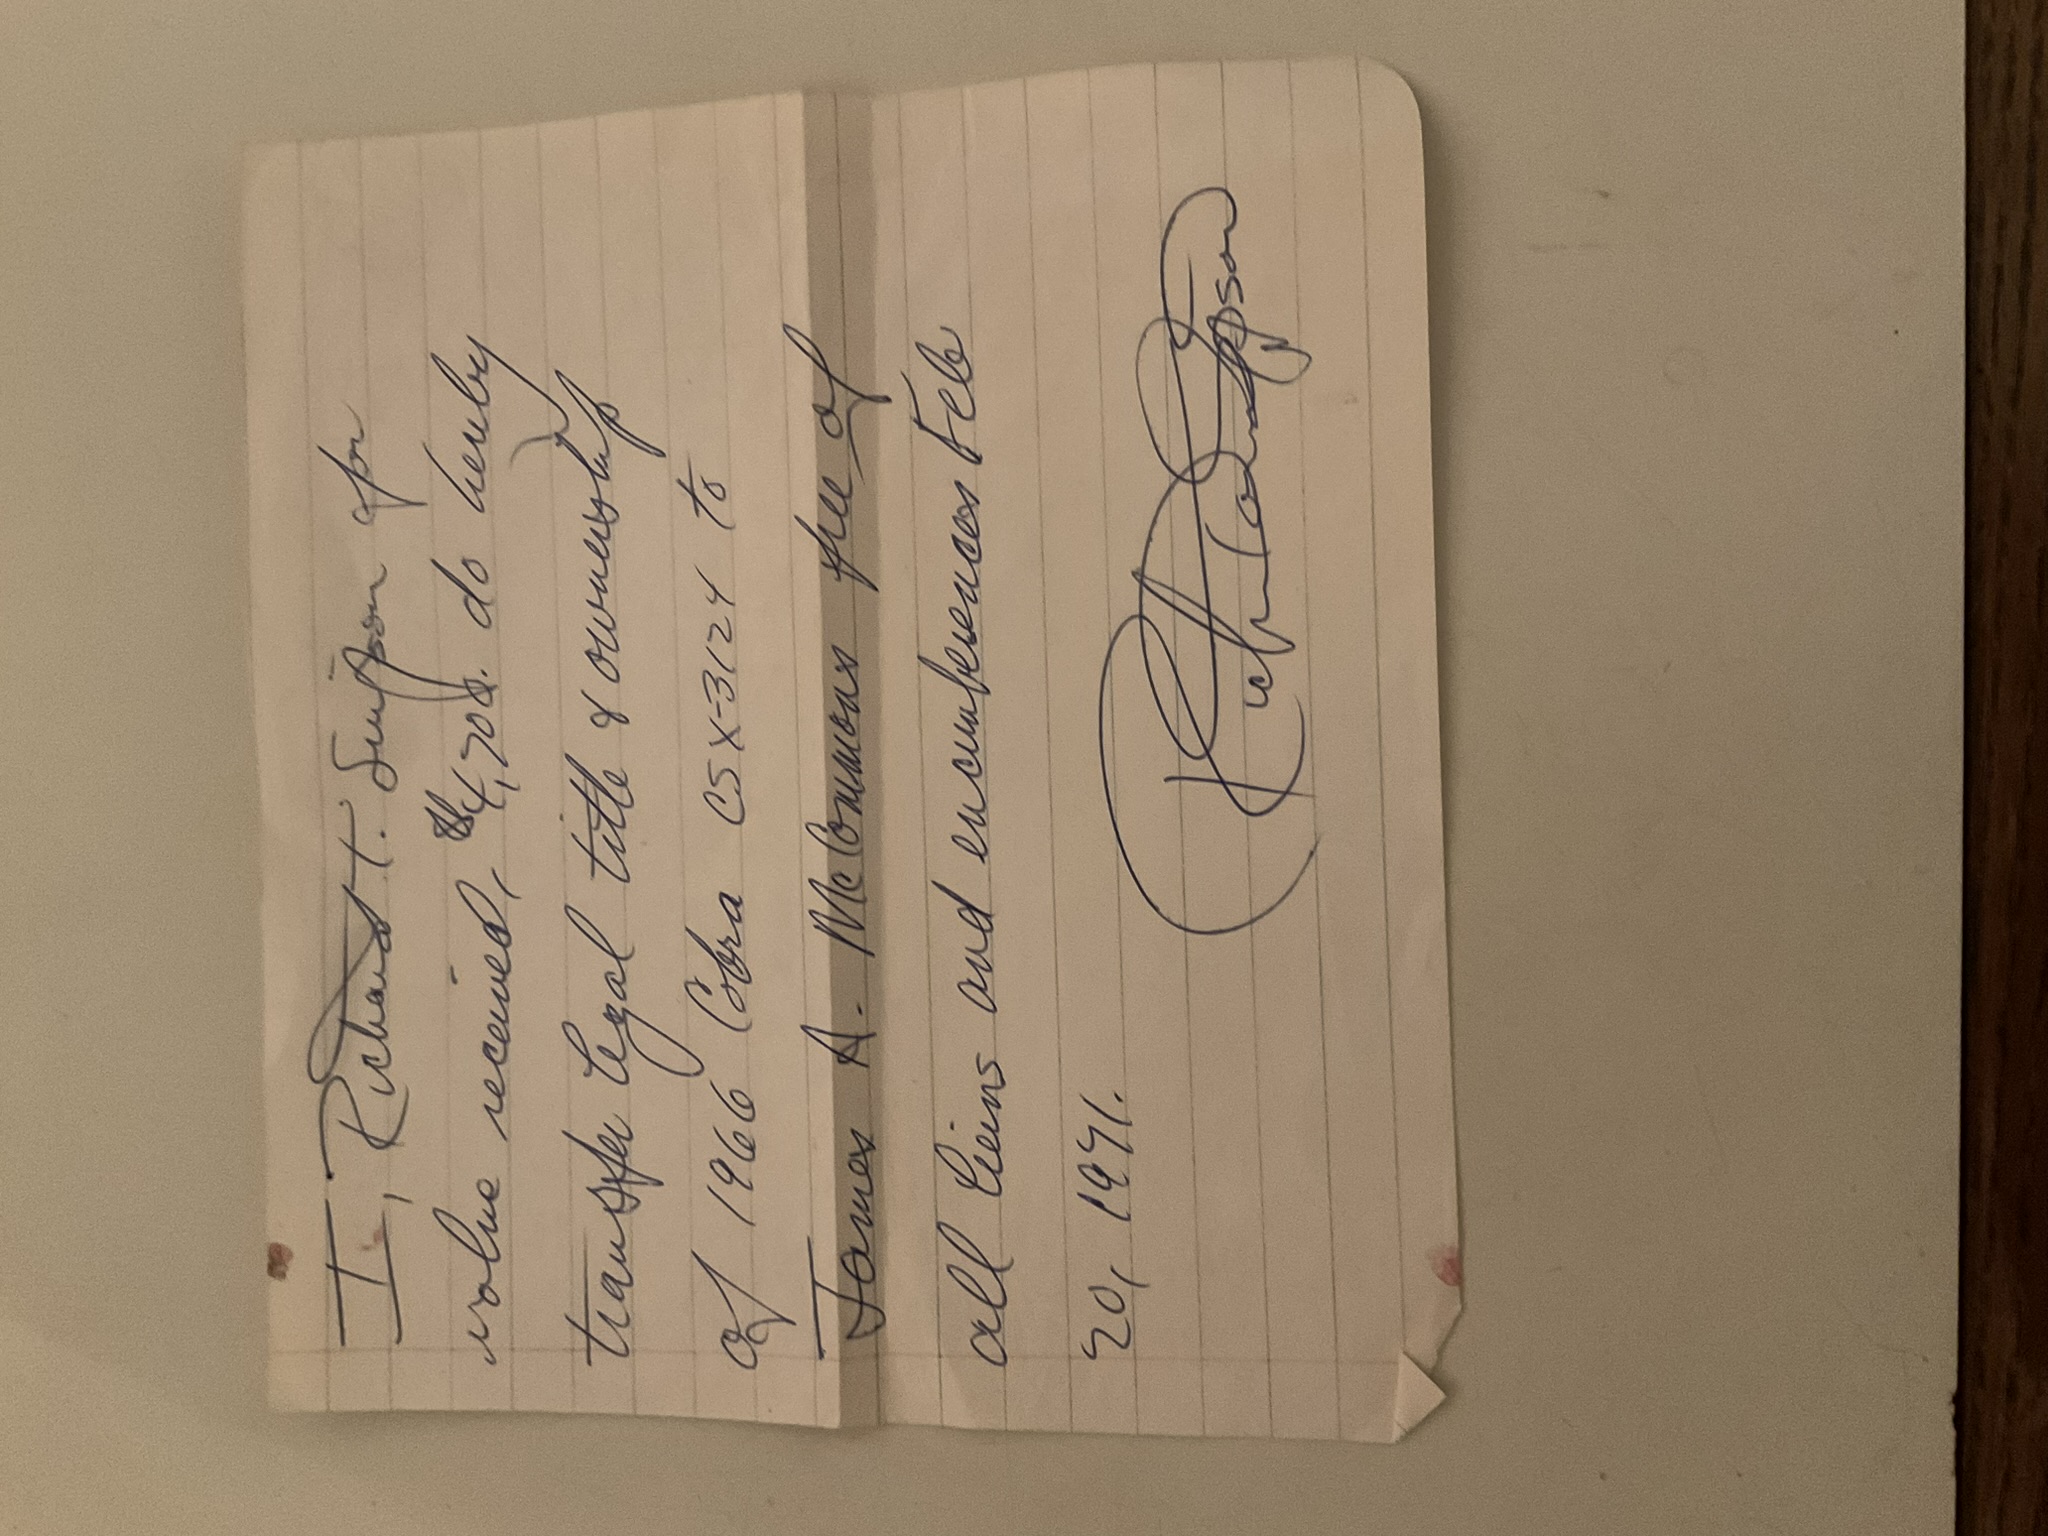 I, Richard T. Simpson for
value received, $4,700. do hereby
transfer legal title & ownership
of 1966 Cobra CSX-3124 to
James A. McCommons free of
all liens and encumberences Feb
20, 1971.
Richard Simpson